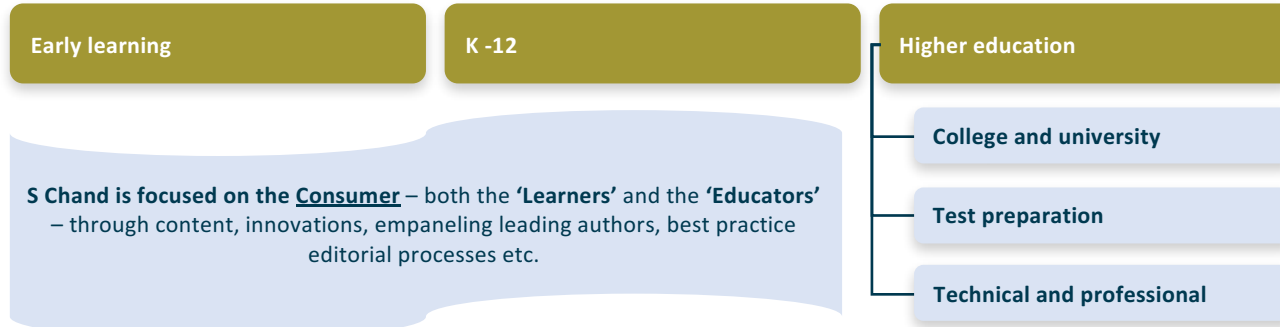 Early learning
K -12
Higher education
College and university
Test preparation
Technical and professional
S Chand is focused on the Consumer – both the ‘Learners’ and the ‘Educators’
– through content, innovations, empaneling leading authors, best practice
editorial processes etc.